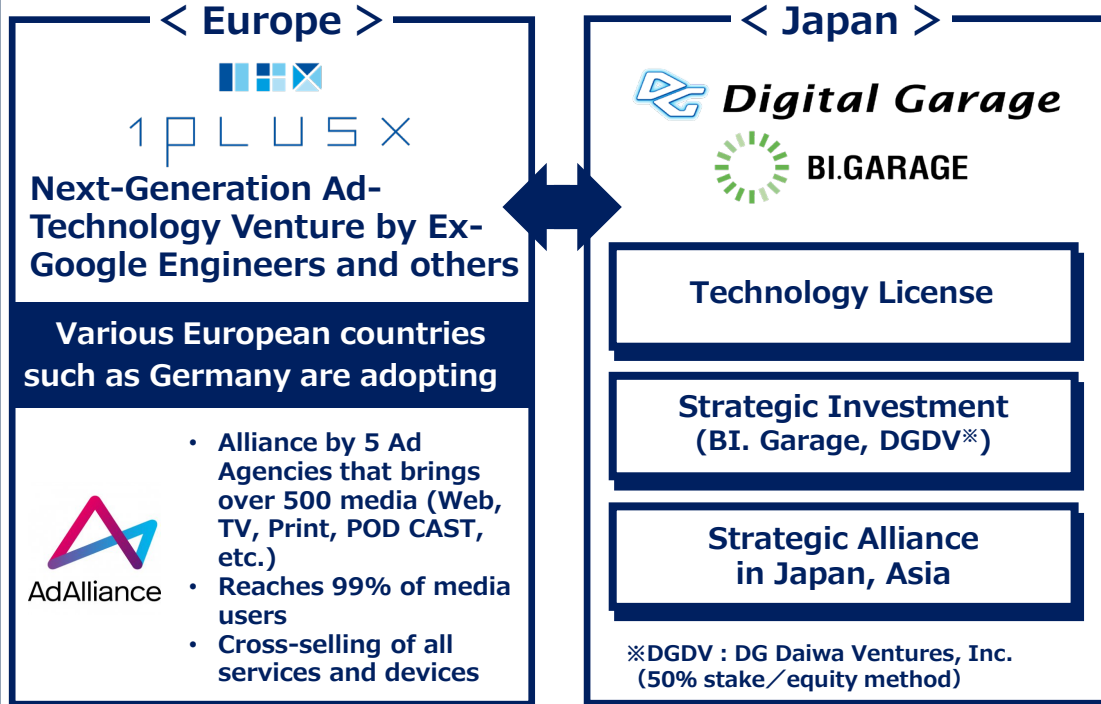 < Europe >
1PLUSX
Next-Generation Ad-
Technology Venture by Ex-
Google Engineers and others
Various European countries
such as Germany are adopting
AdAlliance
・ Alliance by 5 Ad
Agencies that brings
over 500 media (Web,
TV, Print, POD CAST,
etc.)
・ Reaches 99% of media
users
・ Cross-selling of all
services and devices
< Japan >
DG Digital Garage
BI.GARAGE
Technology License
Strategic Investment
(BI. Garage, DGDV※)
Strategic Alliance
in Japan, Asia
※DGDV : DG Daiwa Ventures, Inc.
（50% stake／equity method）